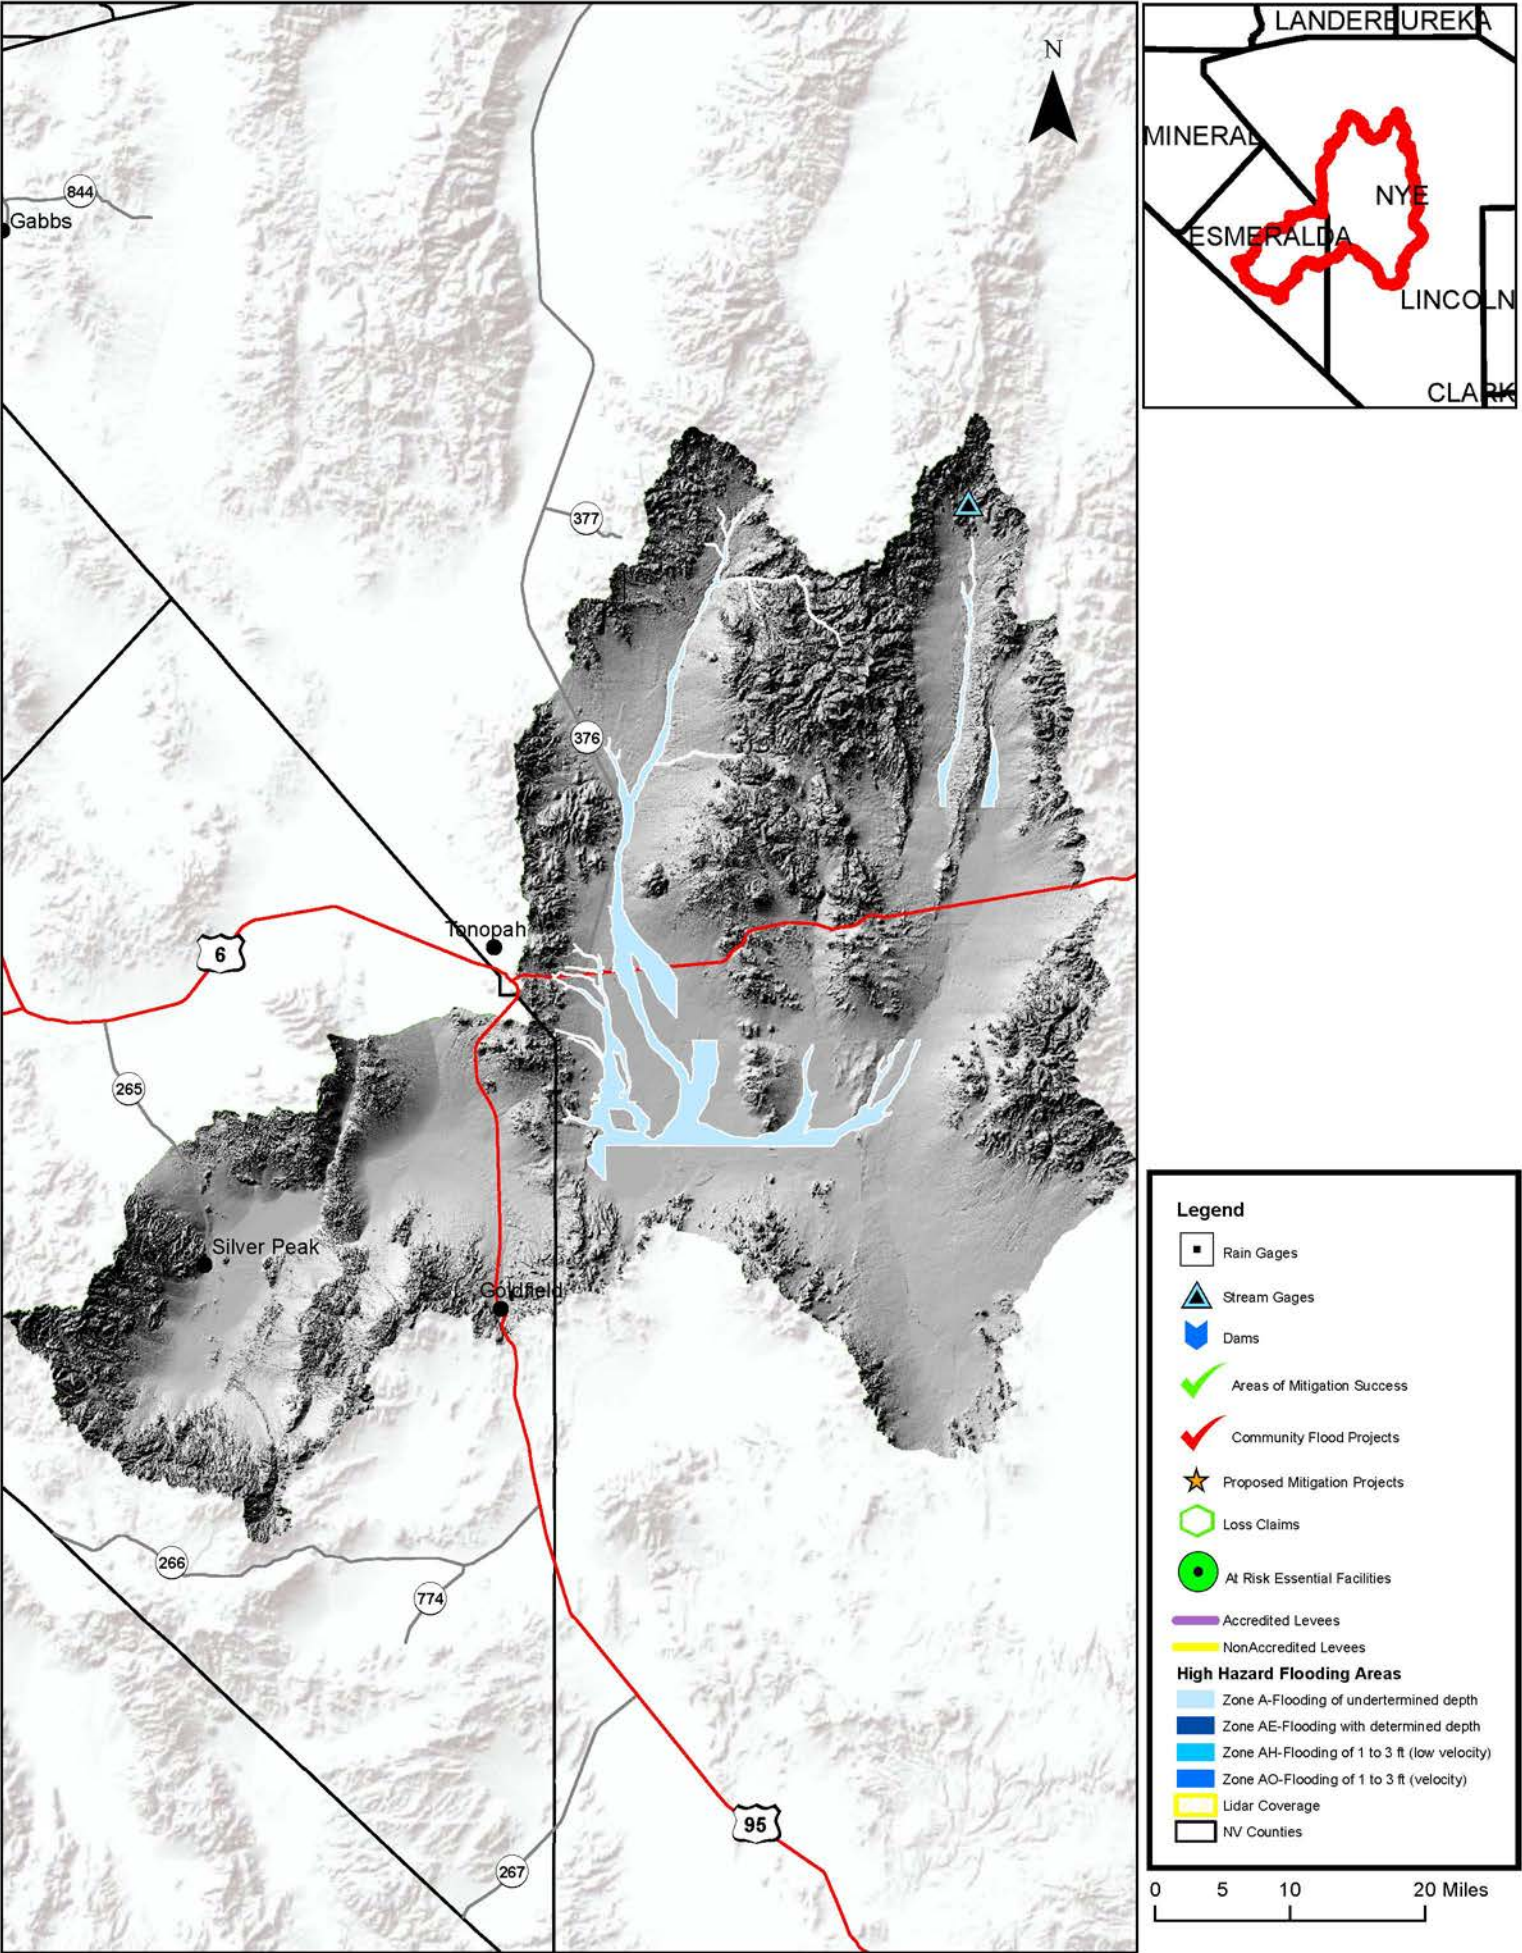 N
844
Gabbs
377
376
Tonopah
6
265
Silver Peak
Goldfield
266
774
95
267
LANDER
EUREKA
MINERAL
NYE
ESMERALDA
LINCOLN
CLARK
Legend
Rain Gages
Stream Gages
Dams
Areas of Mitigation Success
Community Flood Projects
Proposed Mitigation Projects
Loss Claims
At Risk Essential Facilities
Accredited Levees
NonAccredited Levees
High Hazard Flooding Areas
Zone A-Flooding of undertermined depth
Zone AE-Flooding with determined depth
Zone AH-Flooding of 1 to 3 ft (low velocity)
Zone AO-Flooding of 1 to 3 ft (velocity)
Lidar Coverage
NV Counties
0 5 10 20 Miles